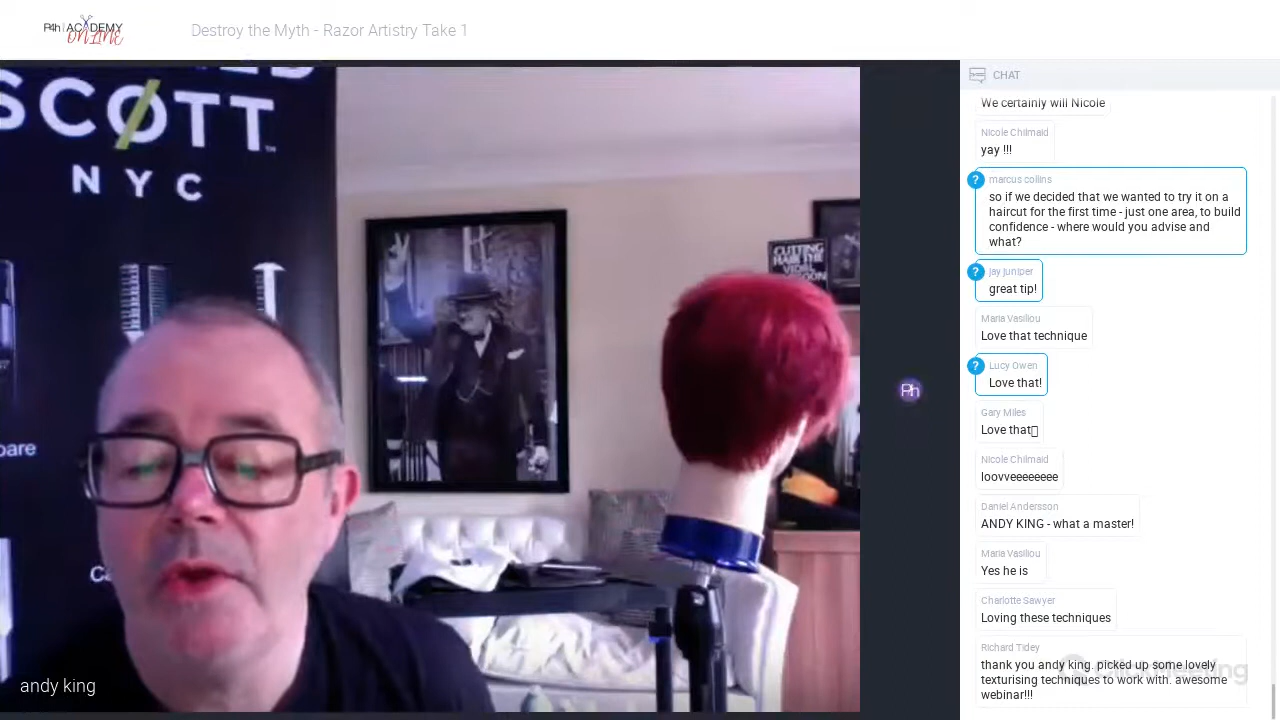 P4h ACADEMY
ONLINE
Destroy the Myth - Razor Artistry Take 1
SCØTT
NYC
CUTTING
HAIR THE
VIDAL
SASSOON
andy king
P4h
CHAT
We certainly will Nicole
Nicole Chilmaid
yay !!!
?
marcus collins
so if we decided that we wanted to try it on a
haircut for the first time - just one area, to build
confidence - where would you advise and
what?
?
jay juniper
great tip!
Maria Vasiliou
Love that technique
?
Lucy Owen
Love that!
Gary Miles
Love that
Nicole Chilmaid
loovveeeeeeee
Daniel Andersson
ANDY KING - what a master!
Maria Vasiliou
Yes he is
Charlotte Sawyer
Loving these techniques
Richard Tidey
thank you andy king. picked up some lovely
texturising techniques to work with. awesome
webinar!!!